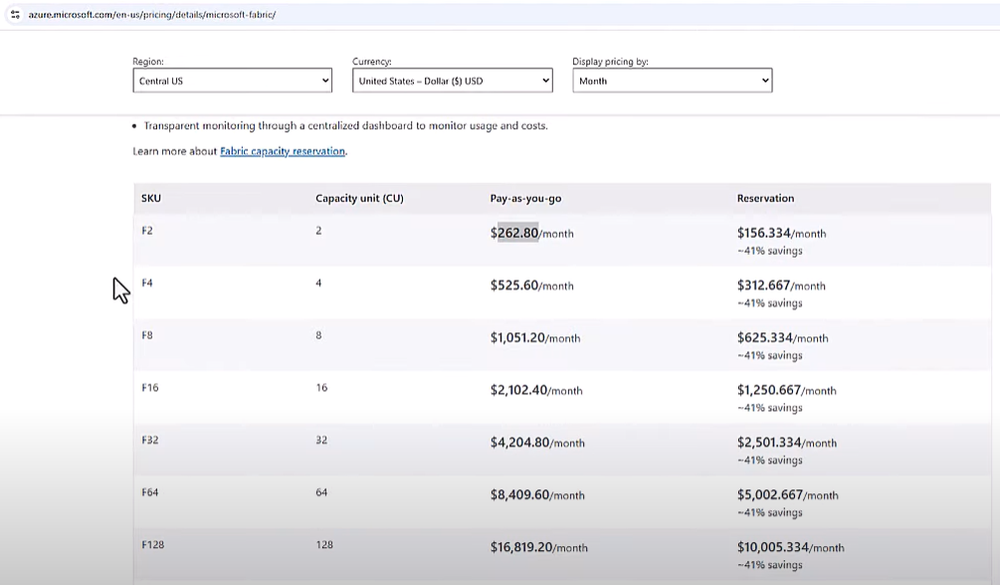 azure.microsoft.com/en-us/pricing/details/microsoft-fabric/
Region: Currency: Display pricing by:
Central US United States – Dollar ($) USD Month
• Transparent monitoring through a centralized dashboard to monitor usage and costs.
Learn more about Fabric capacity reservation.
SKU Capacity unit (CU) Pay-as-you-go Reservation
F2 2 $262.80/month $156.334/month
~41% savings
F4 4 $525.60/month $312.667/month
~41% savings
F8 8 $1,051.20/month $625.334/month
~41% savings
F16 16 $2,102.40/month $1,250.667/month
~41% savings
F32 32 $4,204.80/month $2,501.334/month
~41% savings
F64 64 $8,409.60/month $5,002.667/month
~41% savings
F128 128 $16,819.20/month $10,005.334/month
~41% savings